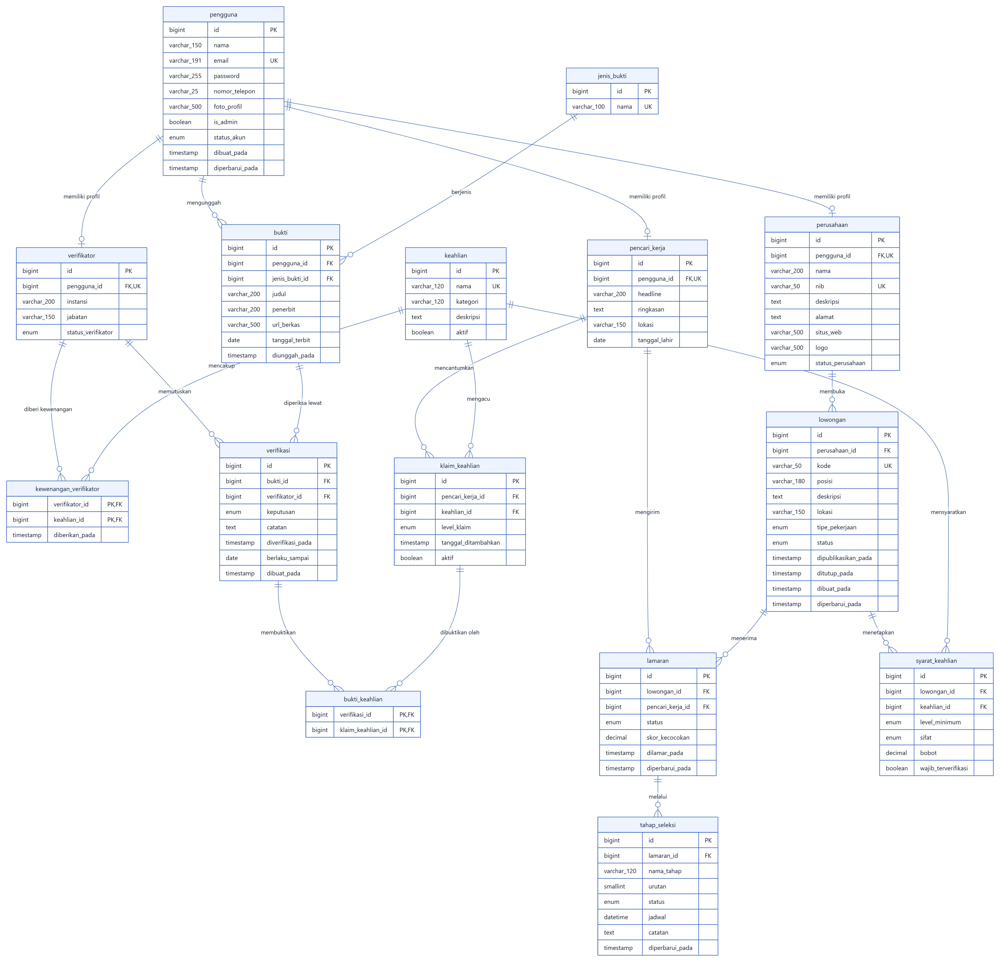 pengguna
bigint id PK
varchar_150 nama
varchar_191 email UK
varchar_255 password
varchar_25 nomor_telepon
varchar_500 foto_profil
boolean is_admin
enum status_akun
timestamp dibuat_pada
timestamp diperbarui_pada
jenis_bukti
bigint id PK
varchar_100 nama UK
memiliki profil
mengunggah
berjenis
memiliki profil
memiliki profil
verifikator
bigint id PK
bigint pengguna_id FK,UK
varchar_200 instansi
varchar_150 jabatan
enum status_verifikator
bukti
bigint id PK
bigint pengguna_id FK
bigint jenis_bukti_id FK
varchar_200 judul
varchar_200 penerbit
varchar_500 url_berkas
date tanggal_terbit
timestamp diunggah_pada
keahlian
bigint id PK
varchar_120 nama UK
varchar_120 kategori
text deskripsi
boolean aktif
pencari_kerja
bigint id PK
bigint pengguna_id FK,UK
varchar_200 headline
text ringkasan
varchar_150 lokasi
date tanggal_lahir
perusahaan
bigint id PK
bigint pengguna_id FK,UK
varchar_200 nama
varchar_50 nib UK
text deskripsi
text alamat
varchar_500 situs_web
varchar_500 logo
enum status_perusahaan
mencakup
mencantumkan
memutuskan
membuka
mengacu
diperiksa lewat
diberi kewenangan
kewenangan_verifikator
bigint verifikator_id PK,FK
bigint keahlian_id PK,FK
timestamp diberikan_pada
verifikasi
bigint id PK
bigint bukti_id FK
bigint verifikator_id FK
enum keputusan
text catatan
timestamp diverifikasi_pada
date berlaku_sampai
timestamp dibuat_pada
klaim_keahlian
bigint id PK
bigint pencari_kerja_id FK
bigint keahlian_id FK
enum level_klaim
timestamp tanggal_ditambahkan
boolean aktif
lowongan
bigint id PK
bigint perusahaan_id FK
varchar_50 kode UK
varchar_180 posisi
text deskripsi
varchar_150 lokasi
enum tipe_pekerjaan
enum status
timestamp dipublikasikan_pada
timestamp ditutup_pada
timestamp dibuat_pada
timestamp diperbarui_pada
mengirim
mensyaratkan
membuktikan
dibuktikan oleh
menerima
menetapkan
bukti_keahlian
bigint verifikasi_id PK,FK
bigint klaim_keahlian_id PK,FK
lamaran
bigint id PK
bigint lowongan_id FK
bigint pencari_kerja_id FK
enum status
decimal skor_kecocokan
timestamp dilamar_pada
timestamp diperbarui_pada
syarat_keahlian
bigint id PK
bigint lowongan_id FK
bigint keahlian_id FK
enum level_minimum
enum sifat
decimal bobot
boolean wajib_terverifikasi
melalui
tahap_seleksi
bigint id PK
bigint lamaran_id FK
varchar_120 nama_tahap
smallint urutan
enum status
datetime jadwal
text catatan
timestamp diperbarui_pada